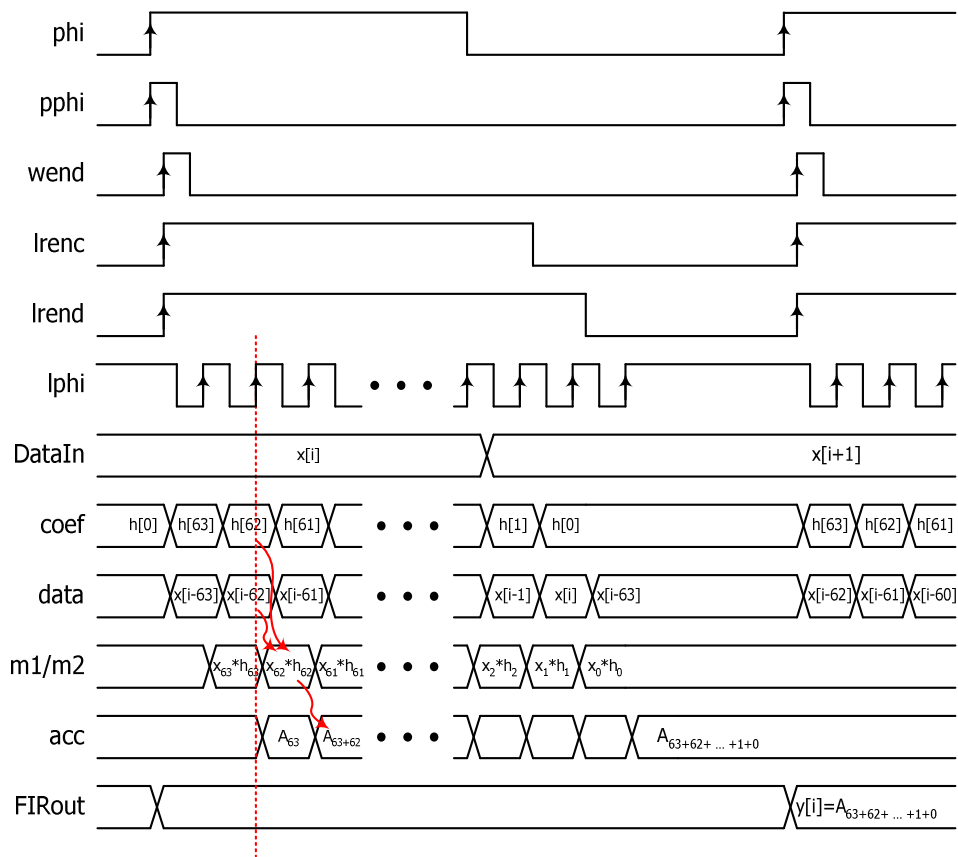 phi
pphi
wend
lrenc
lrend
lphi
DataIn x[i] x[i+1]
coef h[0] h[63] h[62] h[61] h[1] h[0] h[63] h[62] h[61]
data x[i-63] x[i-62] x[i-61] x[i-1] x[i] x[i-63] x[i-62] x[i-61] x[i-60]
m1/m2 x₆₃*h₆₃ x₆₂*h₆₂ x₆₁*h₆₁ x₂*h₂ x₁*h₁ x₀*h₀
acc A₆₃ A₆₃₊₆₂ A₆₃₊₆₂₊ ... ₊₁₊₀
FIRout y[i]=A₆₃₊₆₂₊ ... ₊₁₊₀